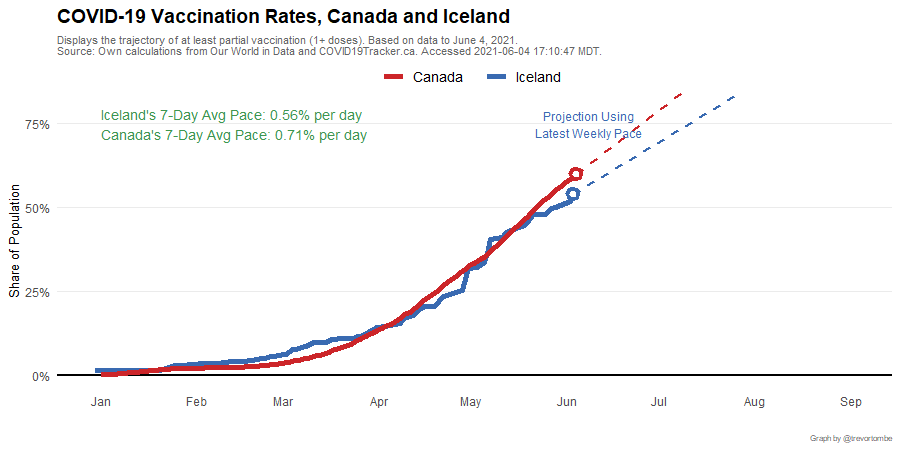 COVID-19 Vaccination Rates, Canada and Iceland
Displays the trajectory of at least partial vaccination (1+ doses). Based on data to June 4, 2021.
Source: Own calculations from Our World in Data and COVID19Tracker.ca. Accessed 2021-06-04 17:10:47 MDT.
Canada Iceland
Iceland's 7-Day Avg Pace: 0.56% per day
Canada's 7-Day Avg Pace: 0.71% per day
Projection Using
Latest Weekly Pace
Share of Population
75%
50%
25%
0%
Jan Feb Mar Apr May Jun Jul Aug Sep
Graph by @trevortombe